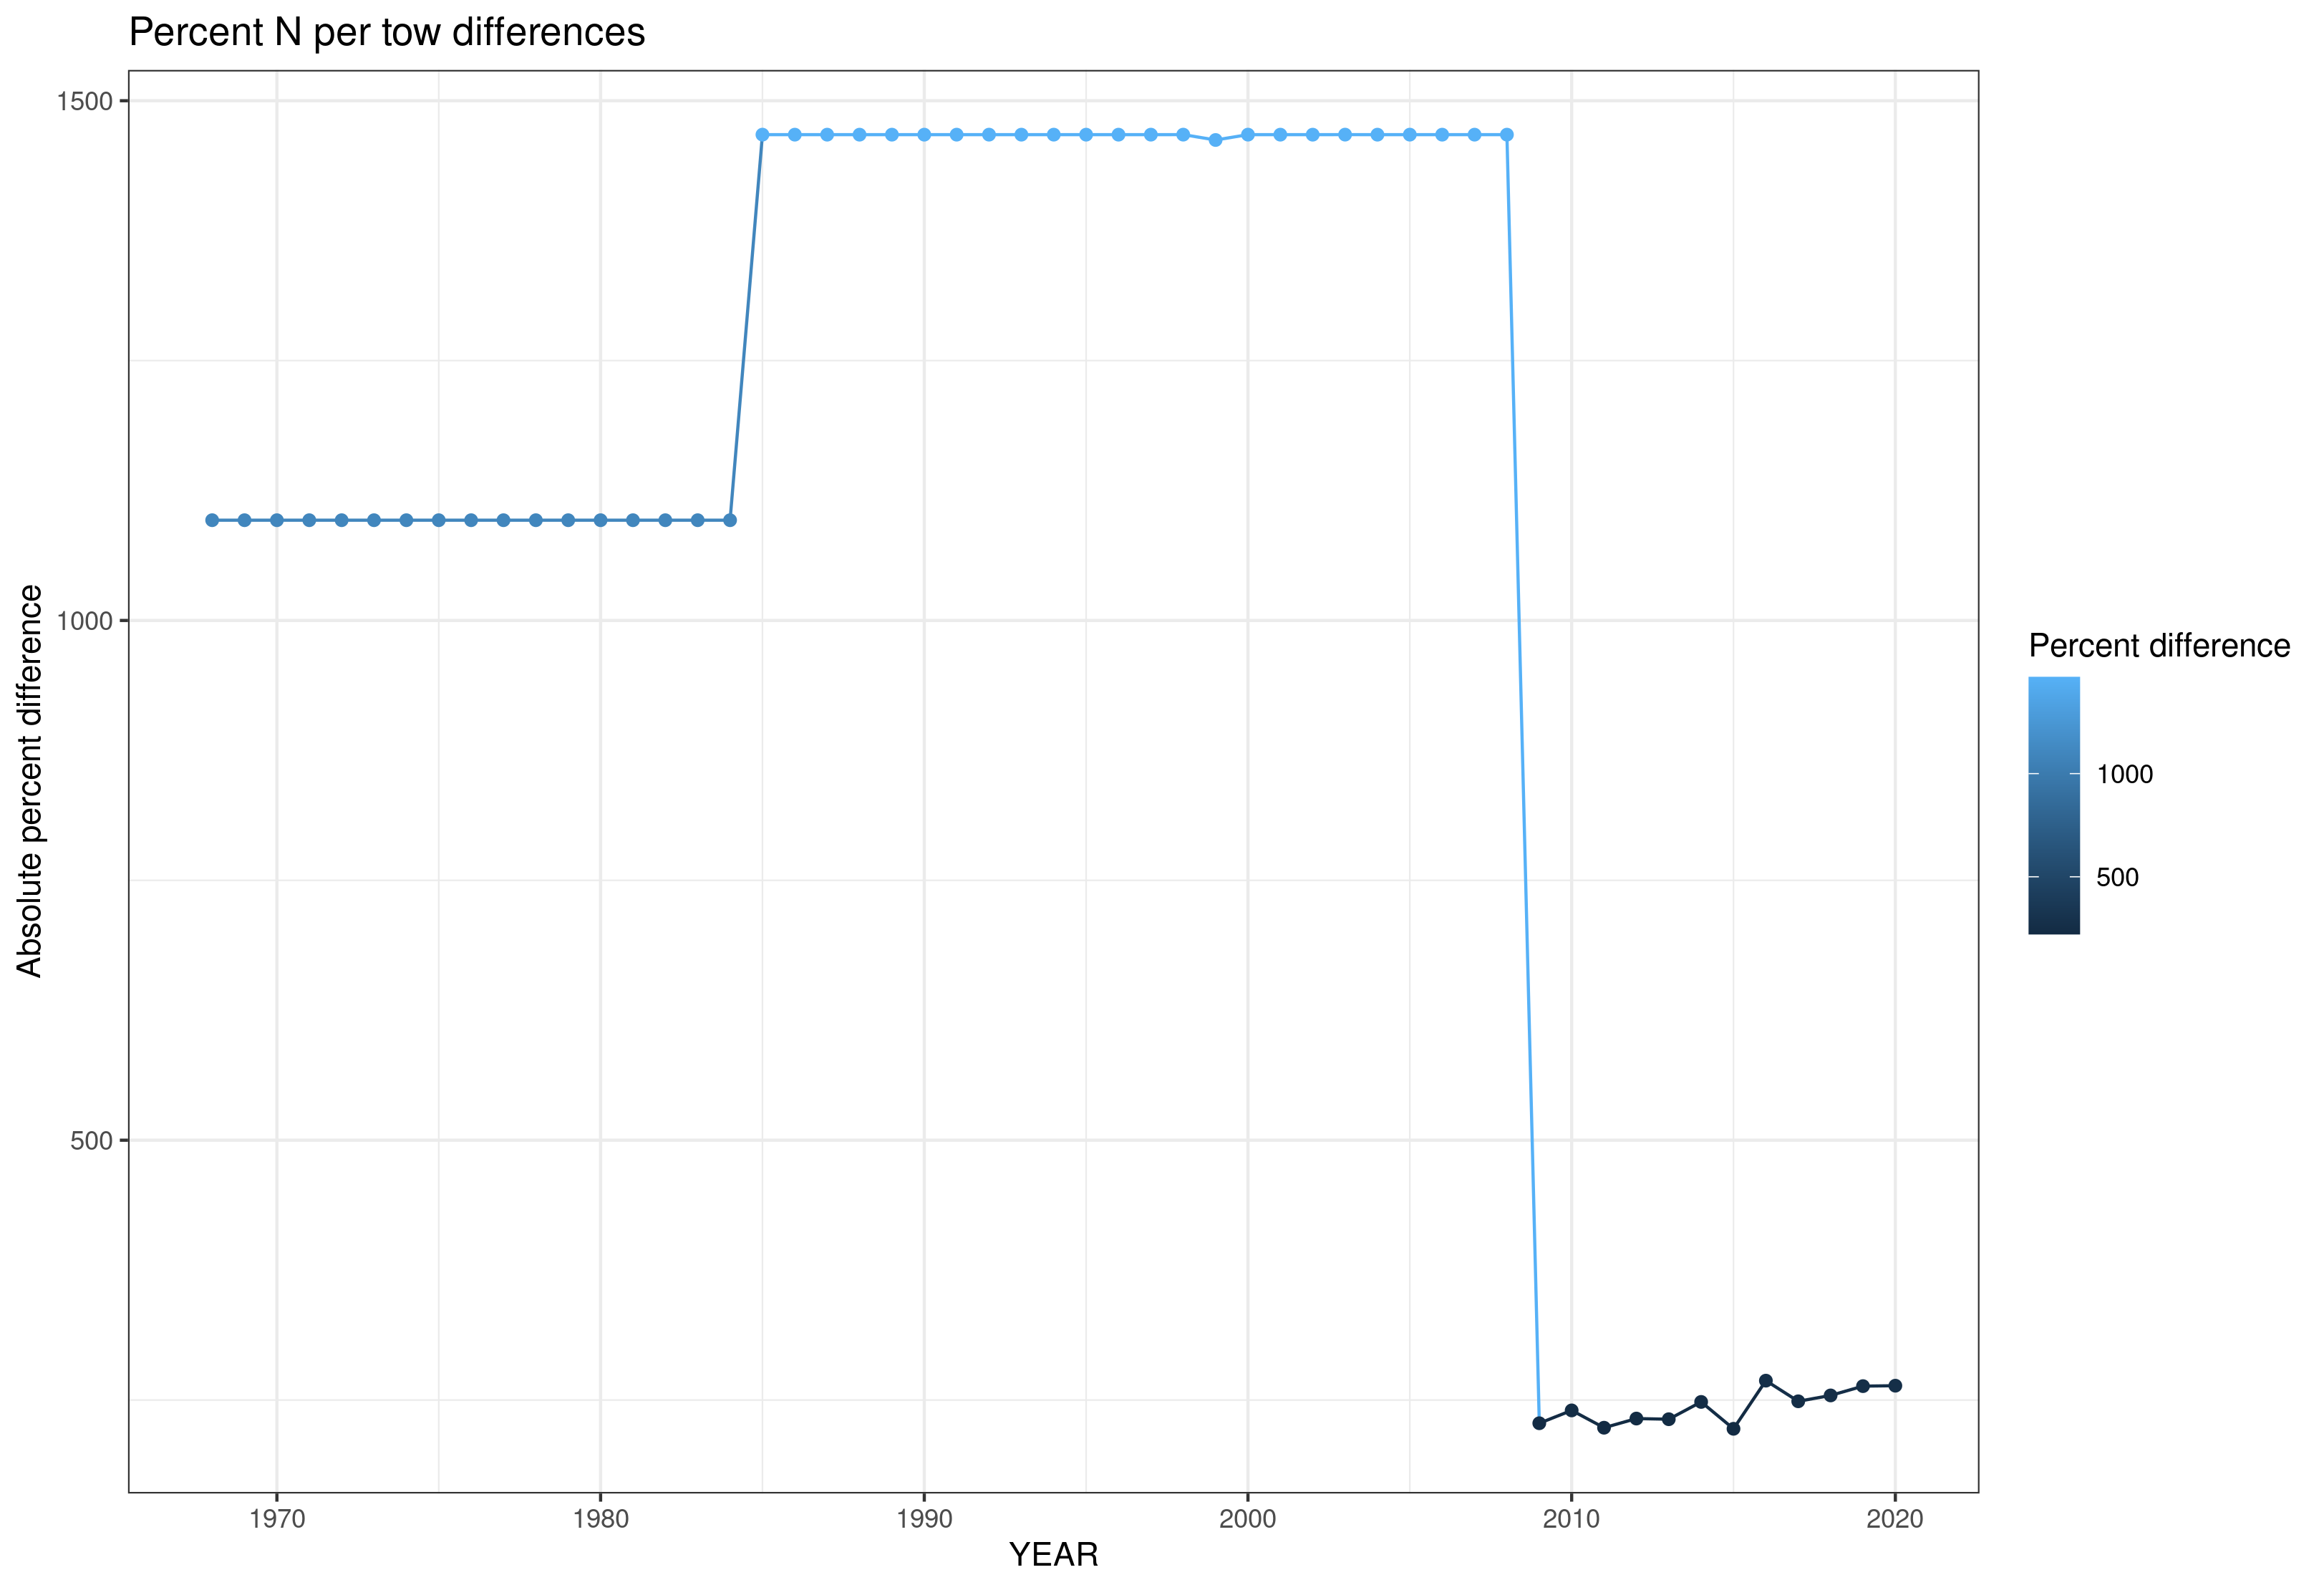 Percent N per tow differences
1500
1000
500
Absolute percent difference
1970 1980 1990 2000 2010 2020
YEAR
Percent difference
1000
500